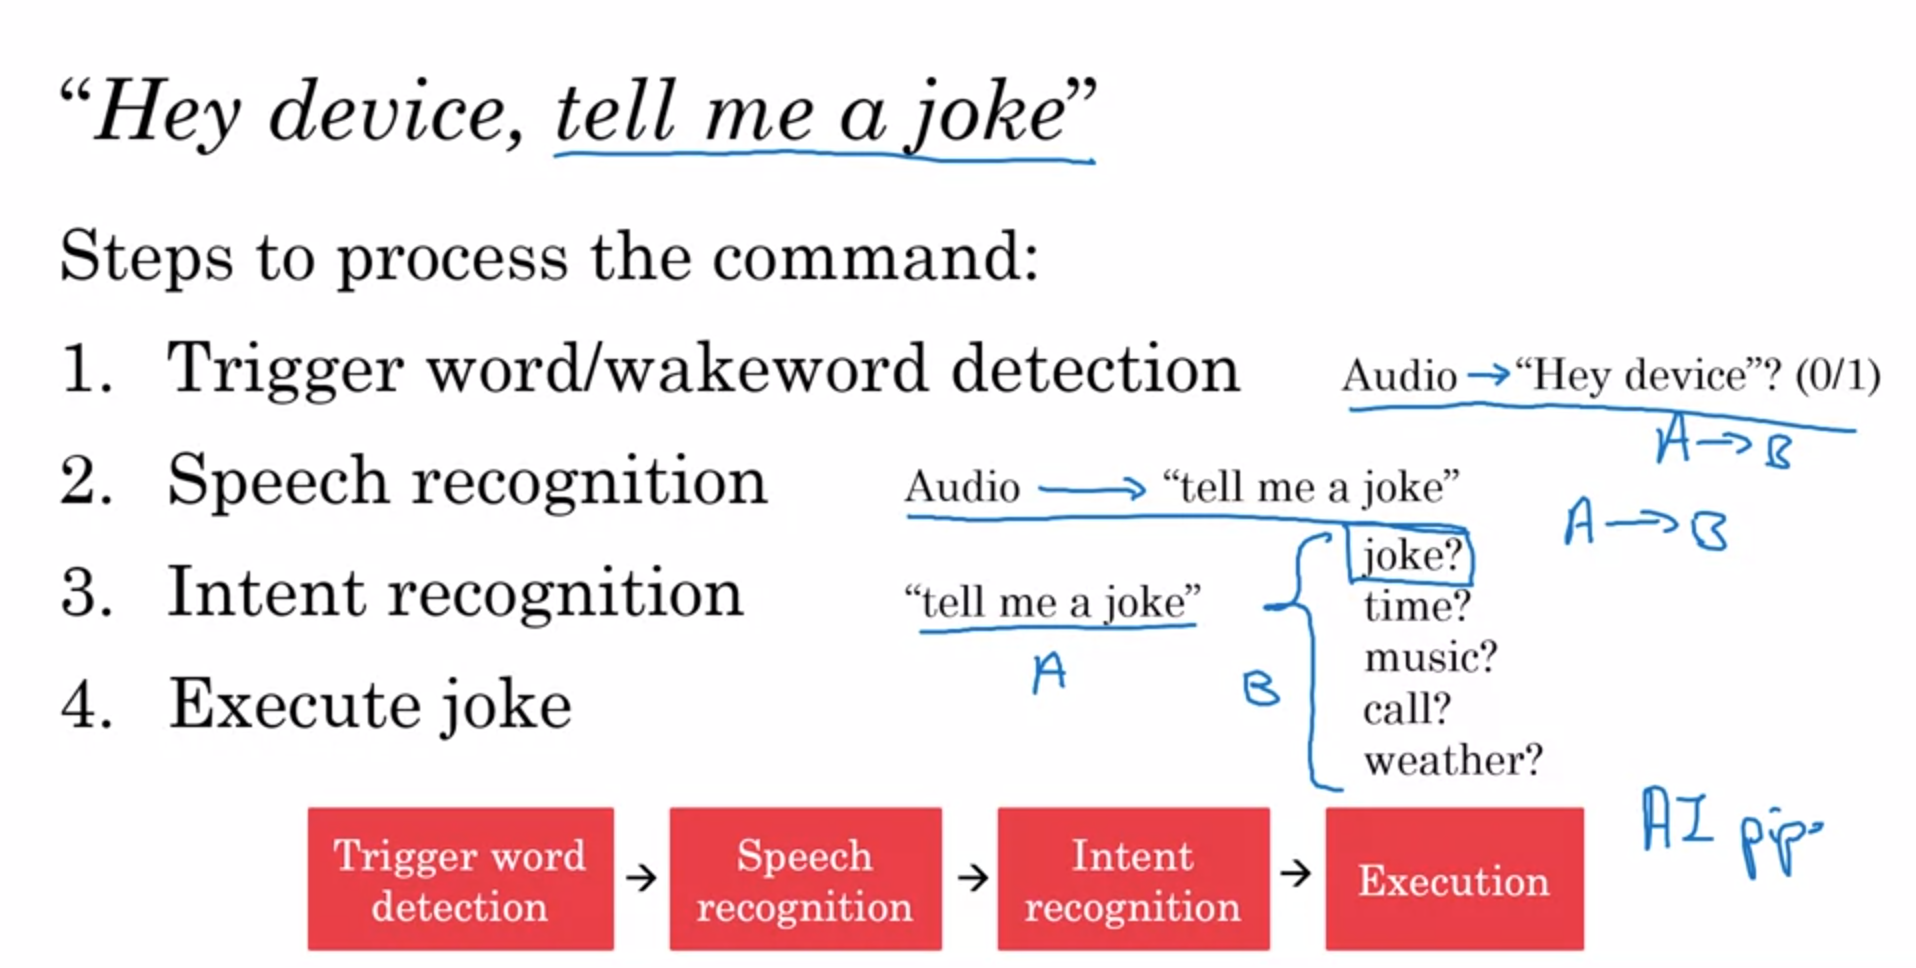 “Hey device, tell me a joke”
Steps to process the command:
1. Trigger word/wakeword detection
Audio → “Hey device”? (0/1)
A → B
2. Speech recognition
Audio → “tell me a joke”
A → B
3. Intent recognition
“tell me a joke”
A
B
joke?
time?
music?
call?
weather?
4. Execute joke
Trigger word
detection
→
Speech
recognition
→
Intent
recognition
→
Execution
AI pip